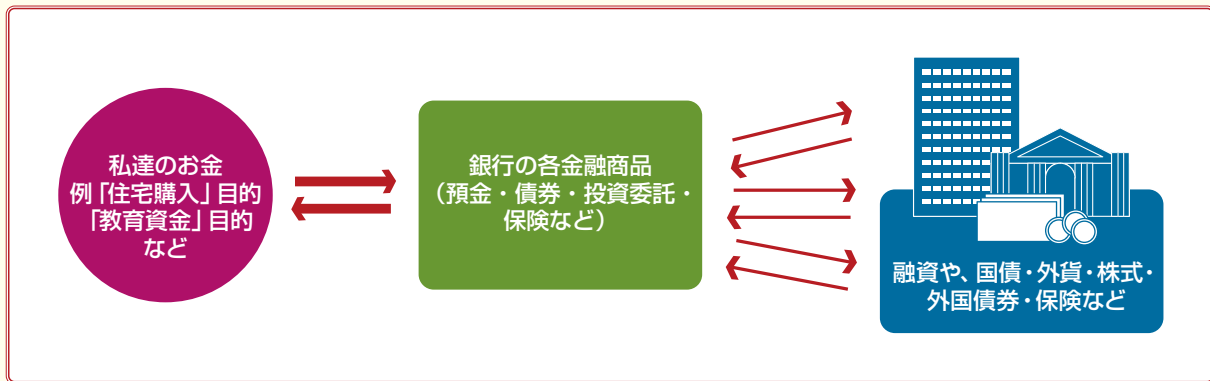 私達のお金
例「住宅購入」目的
「教育資金」目的
など
銀行の各金融商品
（預金・債券・投資委託・
保険など）
融資や、国債・外貨・株式・
外国債券・保険など